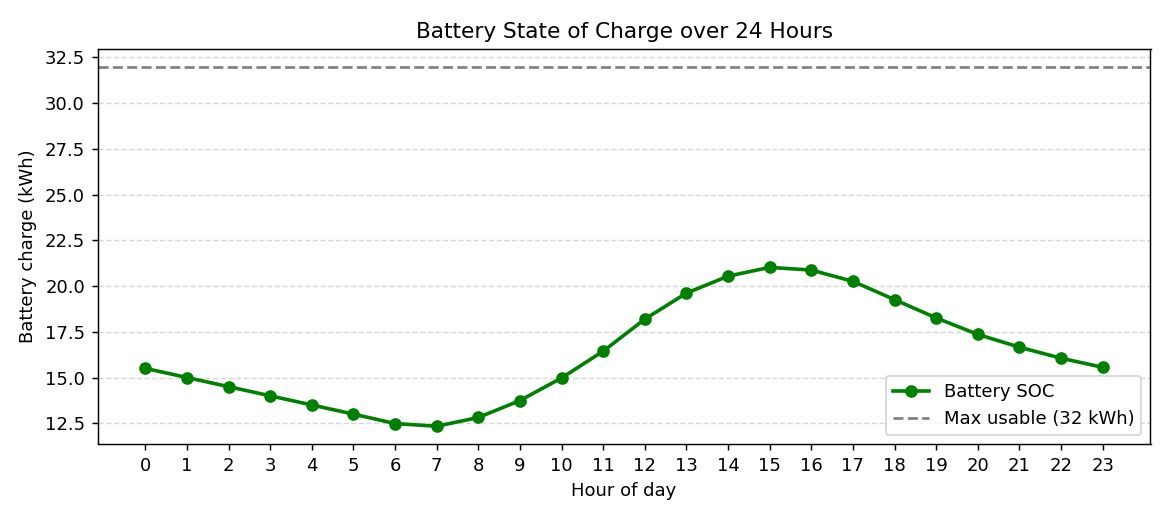 Battery State of Charge over 24 Hours
Battery charge (kWh)
32.5
30.0
27.5
25.0
22.5
20.0
17.5
15.0
12.5
Battery SOC
Max usable (32 kWh)
0 1 2 3 4 5 6 7 8 9 10 11 12 13 14 15 16 17 18 19 20 21 22 23
Hour of day